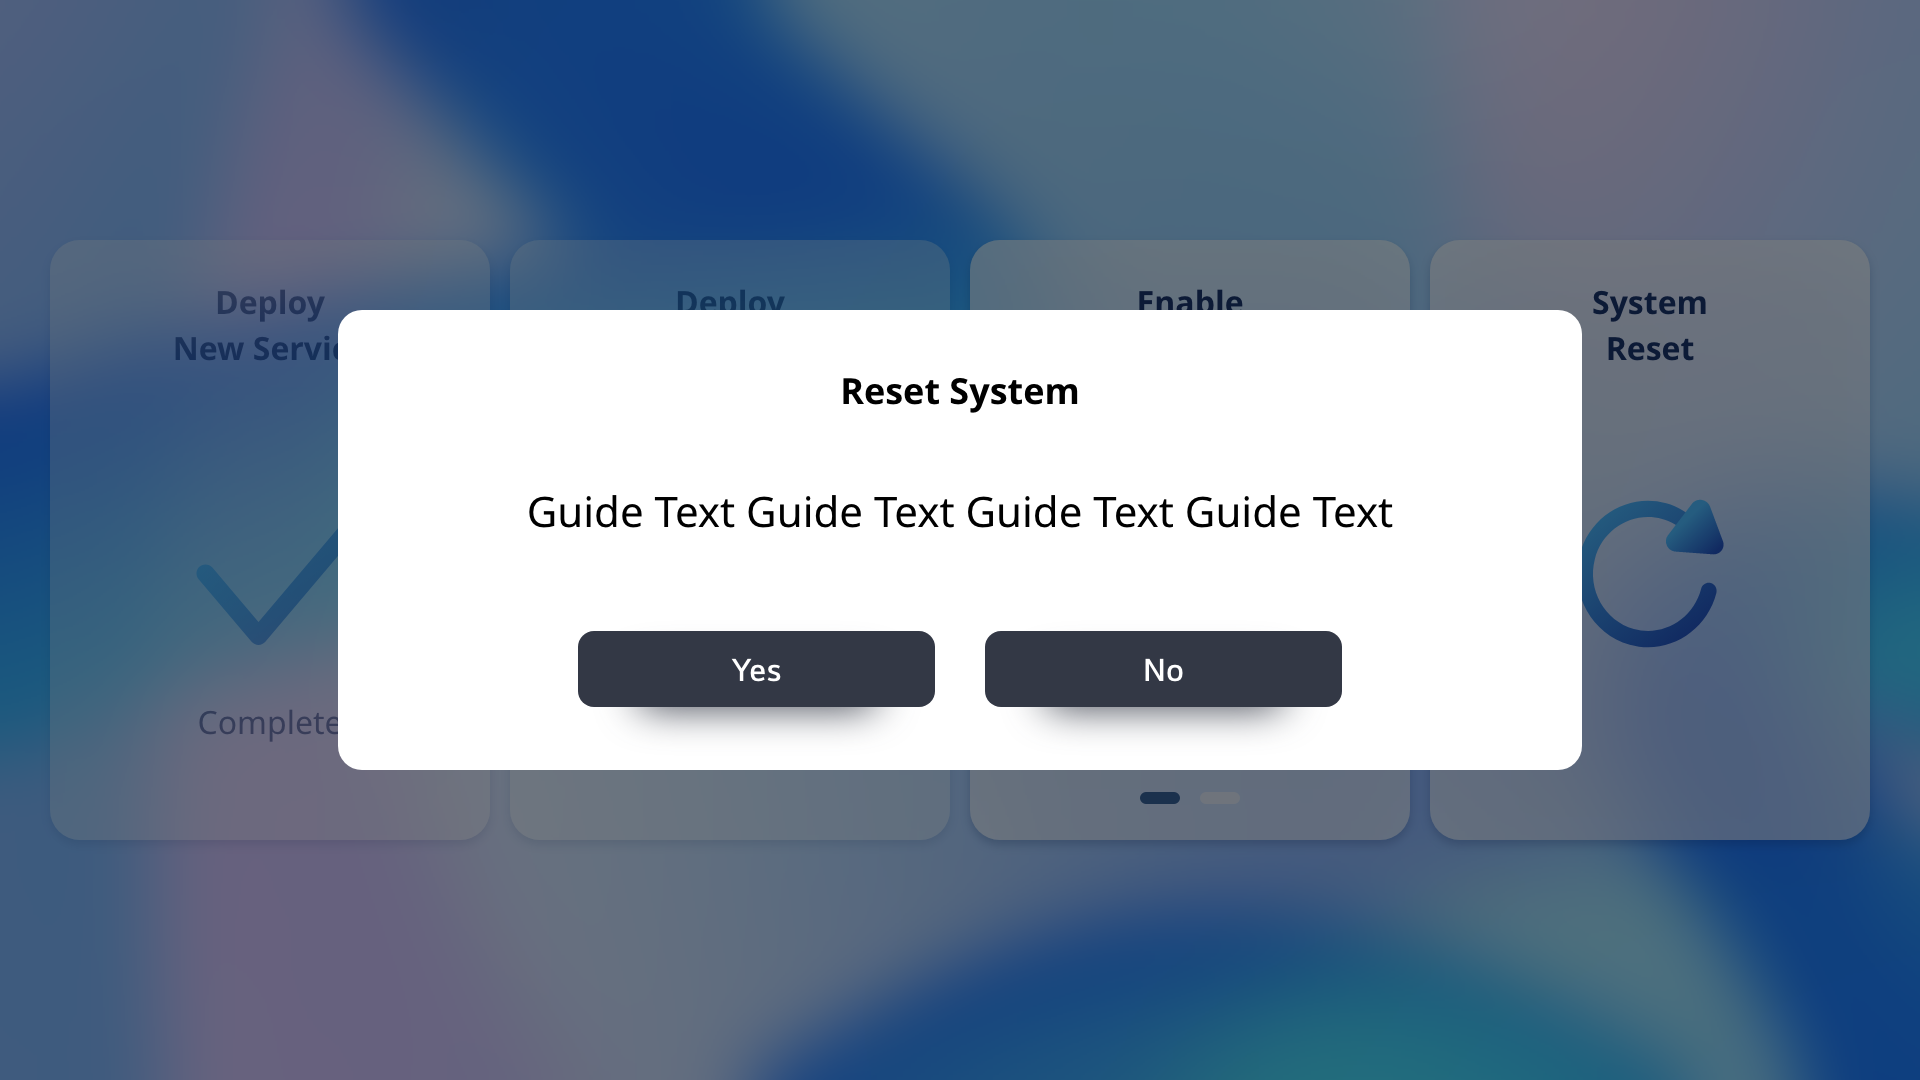 Deploy
New Servic
Complete
Deploy
Enable
System
Reset
Reset System
Guide Text Guide Text Guide Text Guide Text
Yes
No